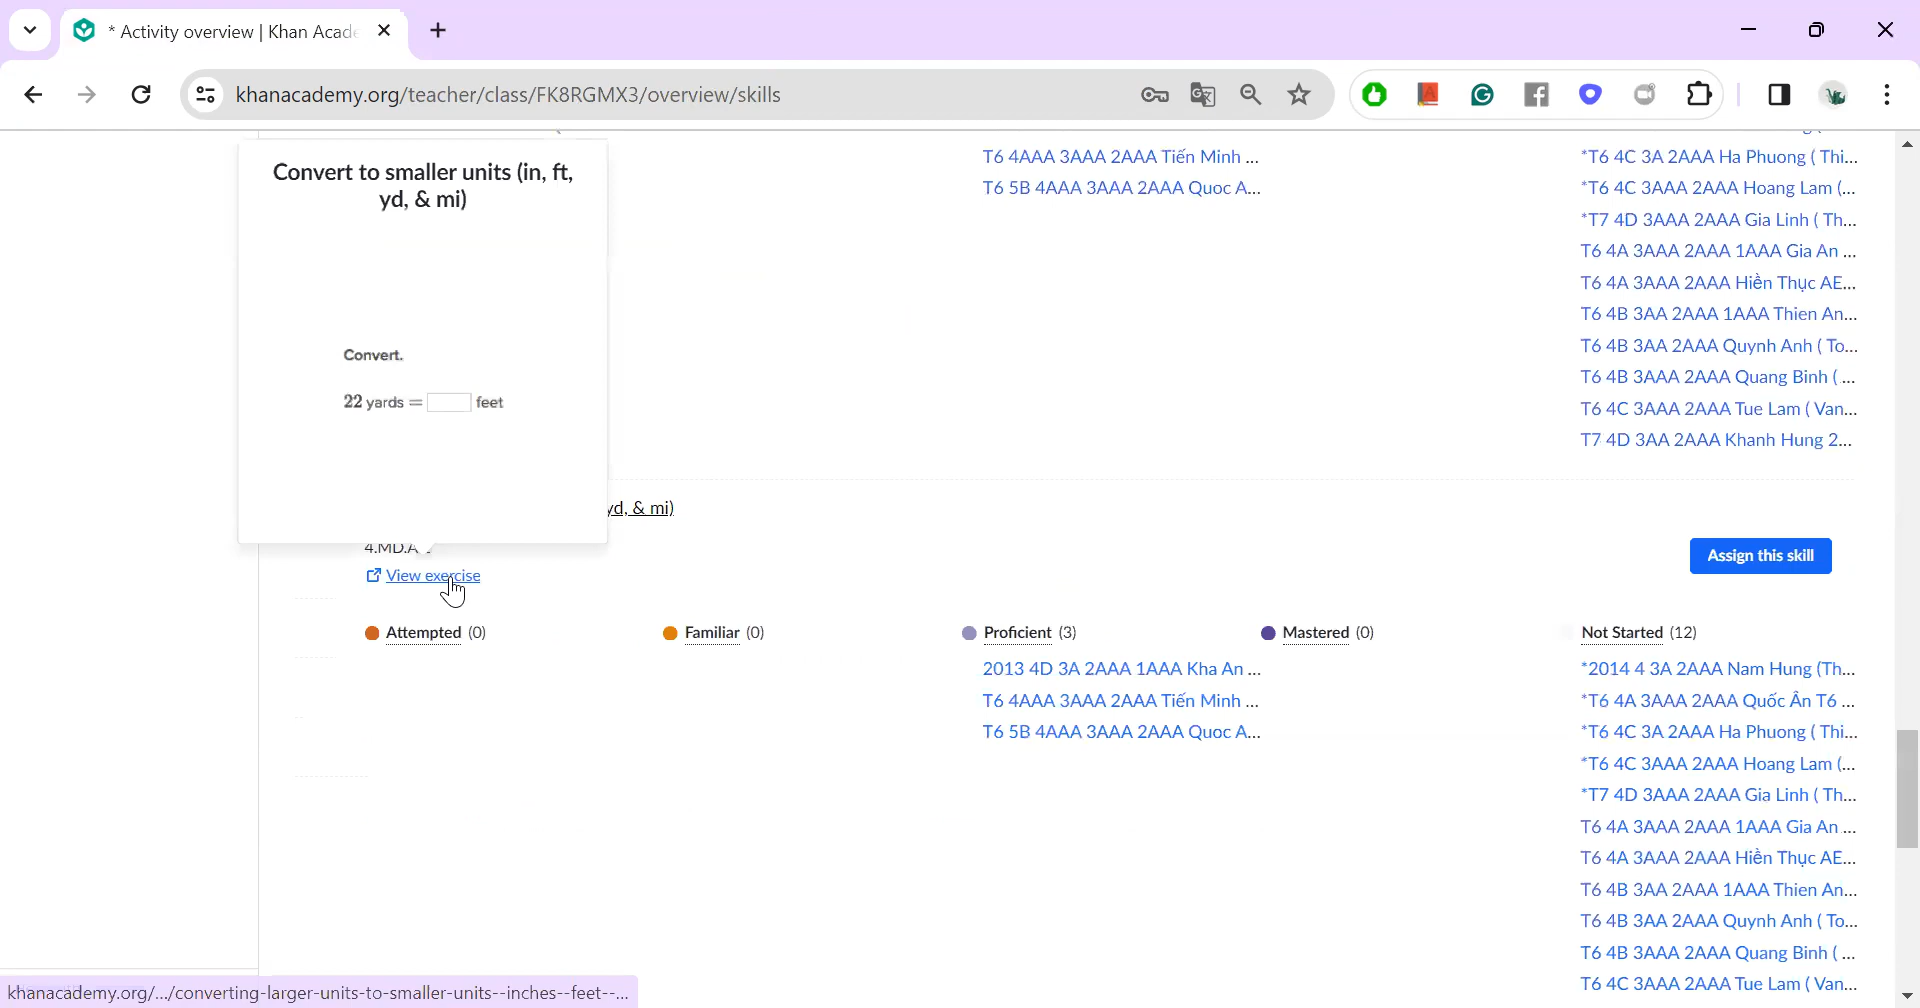 * Activity overview | Khan Acade
khanacademy.org/teacher/class/FK8RGMX3/overview/skills
Convert to smaller units (in, ft,
yd, & mi)
Convert.
22 yards = feet
T6 4AAA 3AAA 2AAA Tiến Minh ...
T6 5B 4AAA 3AAA 2AAA Quoc A...
*T6 4C 3A 2AAA Ha Phuong ( Thi...
*T6 4C 3AAA 2AAA Hoang Lam (...
*T7 4D 3AAA 2AAA Gia Linh ( Th...
T6 4A 3AAA 2AAA 1AAA Gia An ...
T6 4A 3AAA 2AAA Hiền Thục AE...
T6 4B 3AA 2AAA 1AAA Thien An...
T6 4B 3AA 2AAA Quynh Anh ( To...
T6 4B 3AAA 2AAA Quang Binh ( ...
T6 4C 3AAA 2AAA Tue Lam ( Van...
T7 4D 3AA 2AAA Khanh Hung 2...
yd, & mi)
4.MD.A
View exercise
Assign this skill
Attempted (0)
Familiar (0)
Proficient (3)
2013 4D 3A 2AAA 1AAA Kha An ...
T6 4AAA 3AAA 2AAA Tiến Minh ...
T6 5B 4AAA 3AAA 2AAA Quoc A...
Mastered (0)
Not Started (12)
*2014 4 3A 2AAA Nam Hung (Th...
*T6 4A 3AAA 2AAA Quốc Ân T6 ...
*T6 4C 3A 2AAA Ha Phuong ( Thi...
*T6 4C 3AAA 2AAA Hoang Lam (...
*T7 4D 3AAA 2AAA Gia Linh ( Th...
T6 4A 3AAA 2AAA 1AAA Gia An ...
T6 4A 3AAA 2AAA Hiền Thục AE...
T6 4B 3AA 2AAA 1AAA Thien An...
T6 4B 3AA 2AAA Quynh Anh ( To...
T6 4B 3AAA 2AAA Quang Binh ( ...
T6 4C 3AAA 2AAA Tue Lam ( Van...
khanacademy.org/.../converting-larger-units-to-smaller-units--inches--feet--...